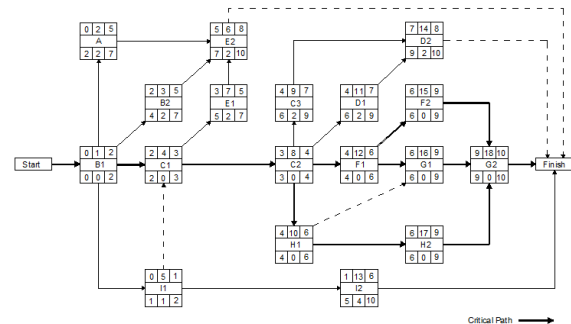 0 2 5
A
2 2 7
5 6 8
E2
7 2 10
7 14 8
D2
9 2 10
2 3 5
B2
4 2 7
3 7 5
E1
5 2 7
4 9 7
C3
6 2 9
4 11 7
D1
6 2 9
6 15 9
F2
6 0 9
Start
0 1 2
B1
0 0 2
2 4 3
C1
2 0 3
3 8 4
C2
3 0 4
4 12 6
F1
4 0 6
6 16 9
G1
6 0 9
9 18 10
G2
9 0 10
Finish
4 10 6
H1
4 0 6
6 17 9
H2
6 0 9
0 5 1
I1
1 1 2
1 13 6
I2
5 4 10
Critical Path